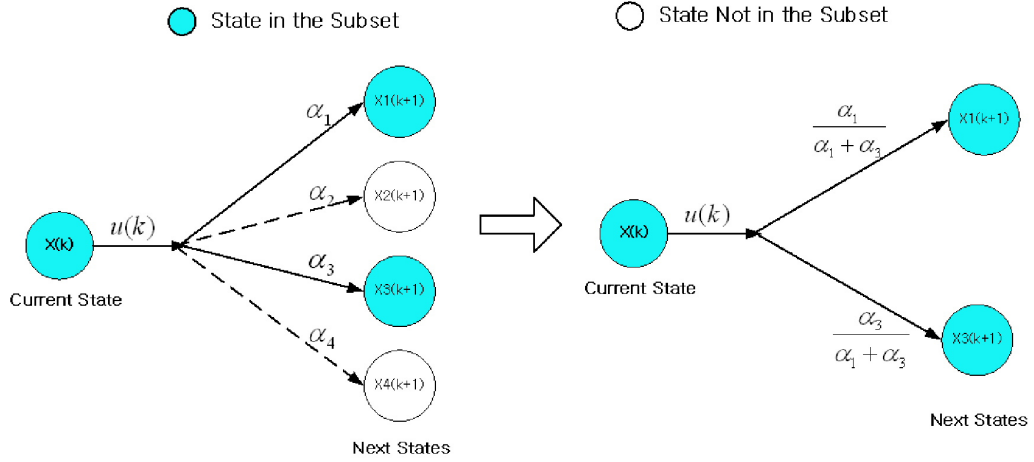 State in the Subset
State Not in the Subset
X1(k+1)
α₁
α₂
X2(k+1)
X(k)
u(k)
α₃
X3(k+1)
Current State
α₄
X4(k+1)
Next States
X1(k+1)
α₁
α₁ + α₃
X(k)
u(k)
Current State
α₃
α₁ + α₃
X3(k+1)
Next States